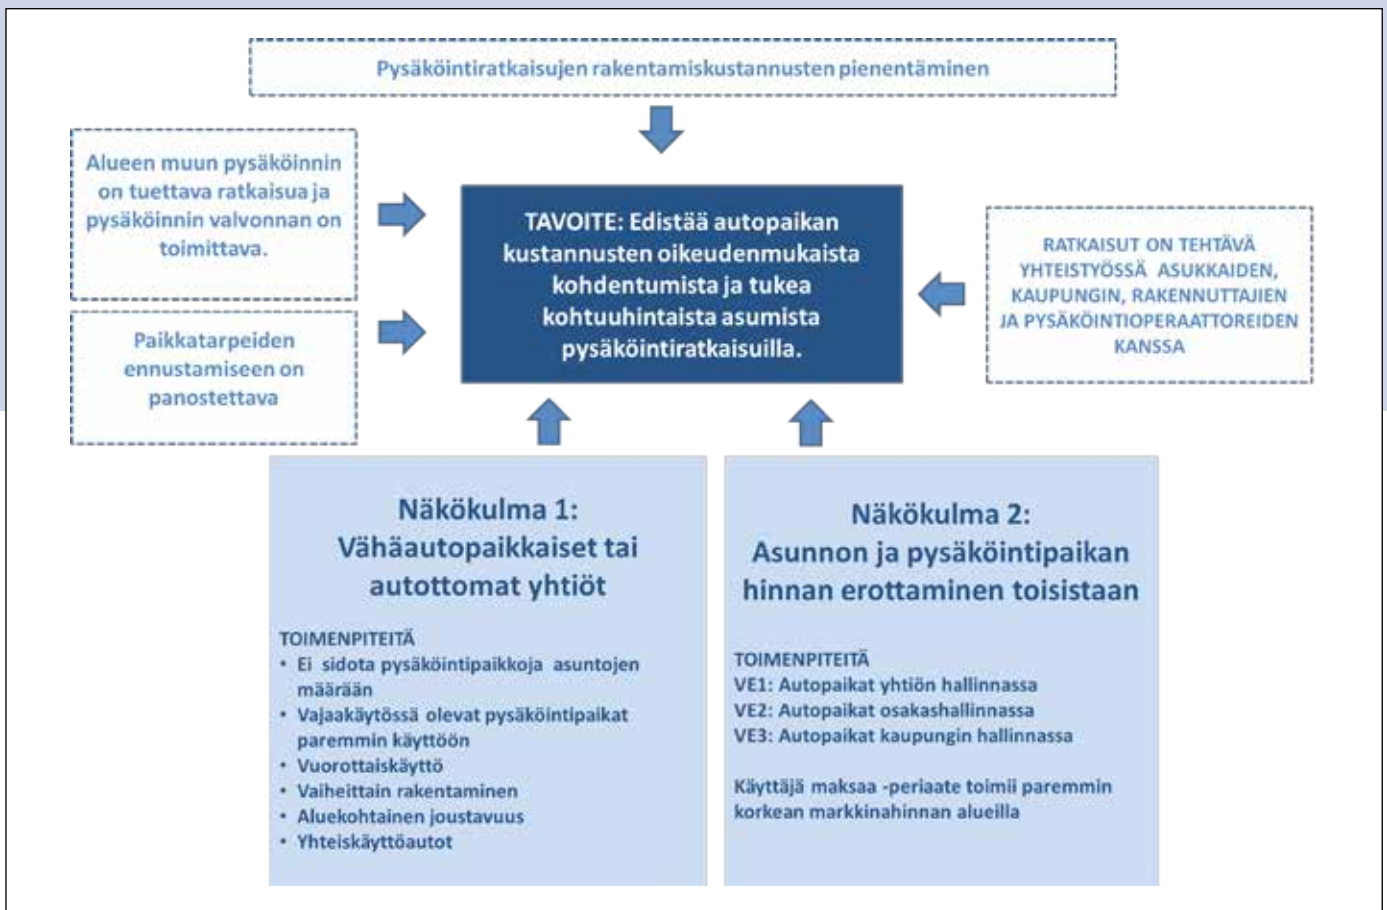 Pysäköintiratkaisujen rakentamiskustannusten pienentäminen
Alueen muun pysäköinnin
on tuettava ratkaisua ja
pysäköinnin valvonnan on
toimittava.
Paikkatarpeiden
ennustamiseen on
panostettava
TAVOITE: Edistää autopaikan
kustannusten oikeudenmukaista
kohdentumista ja tukea
kohtuuhintaista asumista
pysäköintiratkaisuilla.
RATKAISUT ON TEHTÄVÄ
YHTEISTYÖSSÄ ASUKKAIDEN,
KAUPUNGIN, RAKENNUTTAJIEN
JA PYSÄKÖINTIOPERAATTOREIDEN
KANSSA
Näkökulma 1:
Vähäautopaikkaiset tai
autottomat yhtiöt
TOIMENPITEITÄ
• Ei sidota pysäköintipaikkoja asuntojen
määrään
• Vajaakäytössä olevat pysäköintipaikat
paremmin käyttöön
• Vuorottaiskäyttö
• Vaiheittain rakentaminen
• Aluekohtainen joustavuus
• Yhteiskäyttöautot
Näkökulma 2:
Asunnon ja pysäköintipaikan
hinnan erottaminen toisistaan
TOIMENPITEITÄ
VE1: Autopaikat yhtiön hallinnassa
VE2: Autopaikat osakashallinnassa
VE3: Autopaikat kaupungin hallinnassa
Käyttäjä maksaa -periaate toimii paremmin
korkean markkinahinnan alueilla